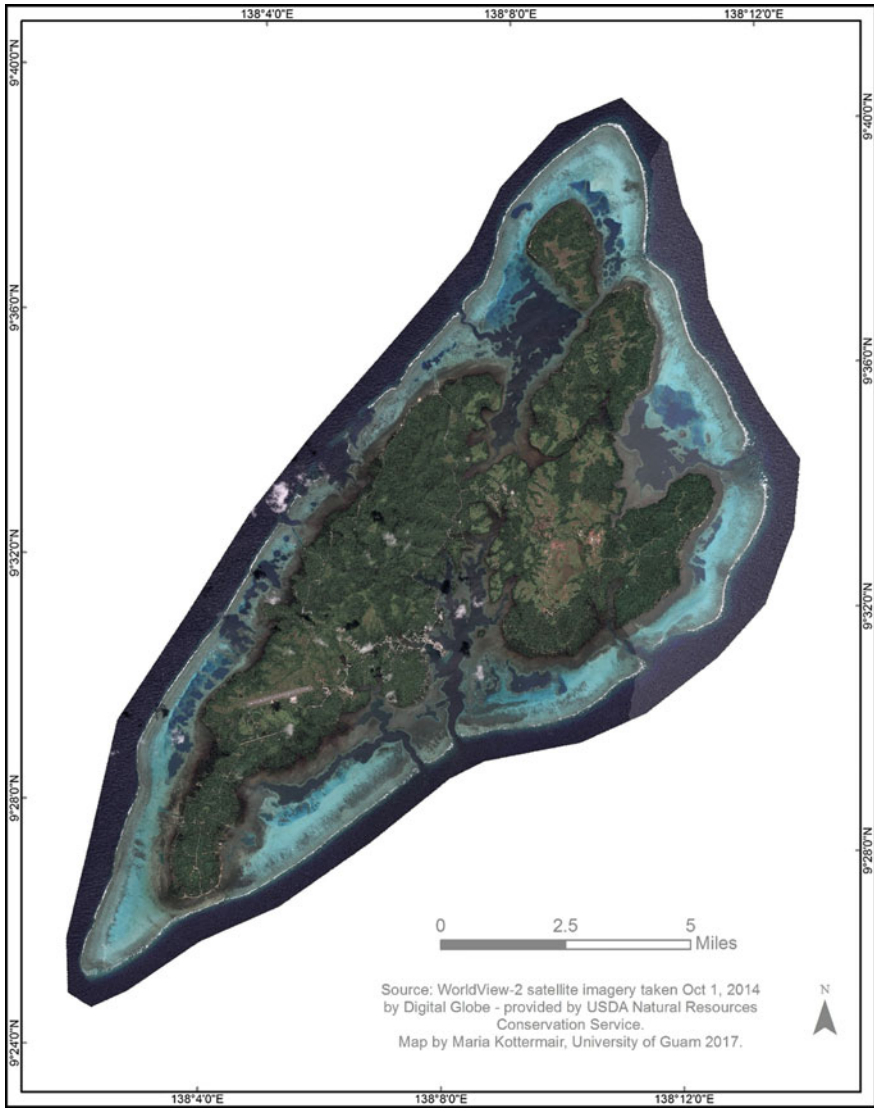 138°4'0"E
138°8'0"E
138°12'0"E
9°40'0"N
9°40'0"N
9°36'0"N
9°36'0"N
9°32'0"N
9°32'0"N
9°28'0"N
9°28'0"N
9°24'0"N
0
2.5
5
Miles
Source: WorldView-2 satellite imagery taken Oct 1, 2014
by Digital Globe - provided by USDA Natural Resources
Conservation Service.
Map by Maria Kottermair, University of Guam 2017.
N
138°4'0"E
138°8'0"E
138°12'0"E